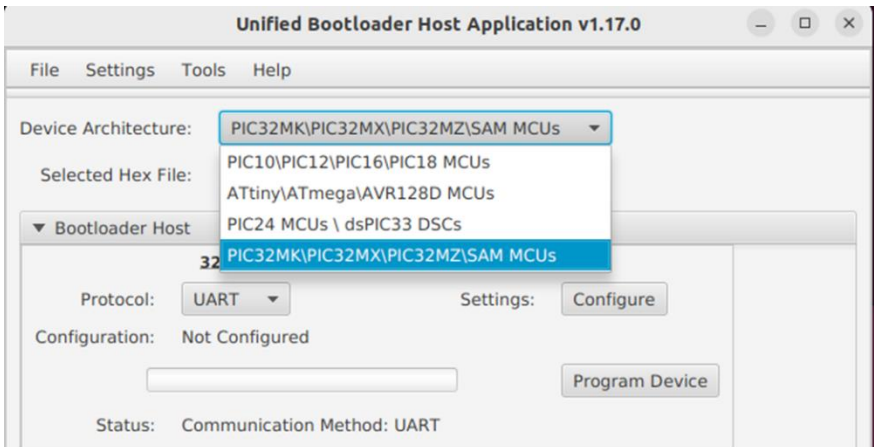 Unified Bootloader Host Application v1.17.0
File Settings Tools Help
Device Architecture: PIC32MK\PIC32MX\PIC32MZ\SAM MCUs
PIC10\PIC12\PIC16\PIC18 MCUs
Selected Hex File:
ATtiny\ATmega\AVR128D MCUs
PIC24 MCUs \ dsPIC33 DSCs
Bootloader Host
PIC32MK\PIC32MX\PIC32MZ\SAM MCUs
32
Protocol: UART Settings: Configure
Configuration: Not Configured
Program Device
Status: Communication Method: UART